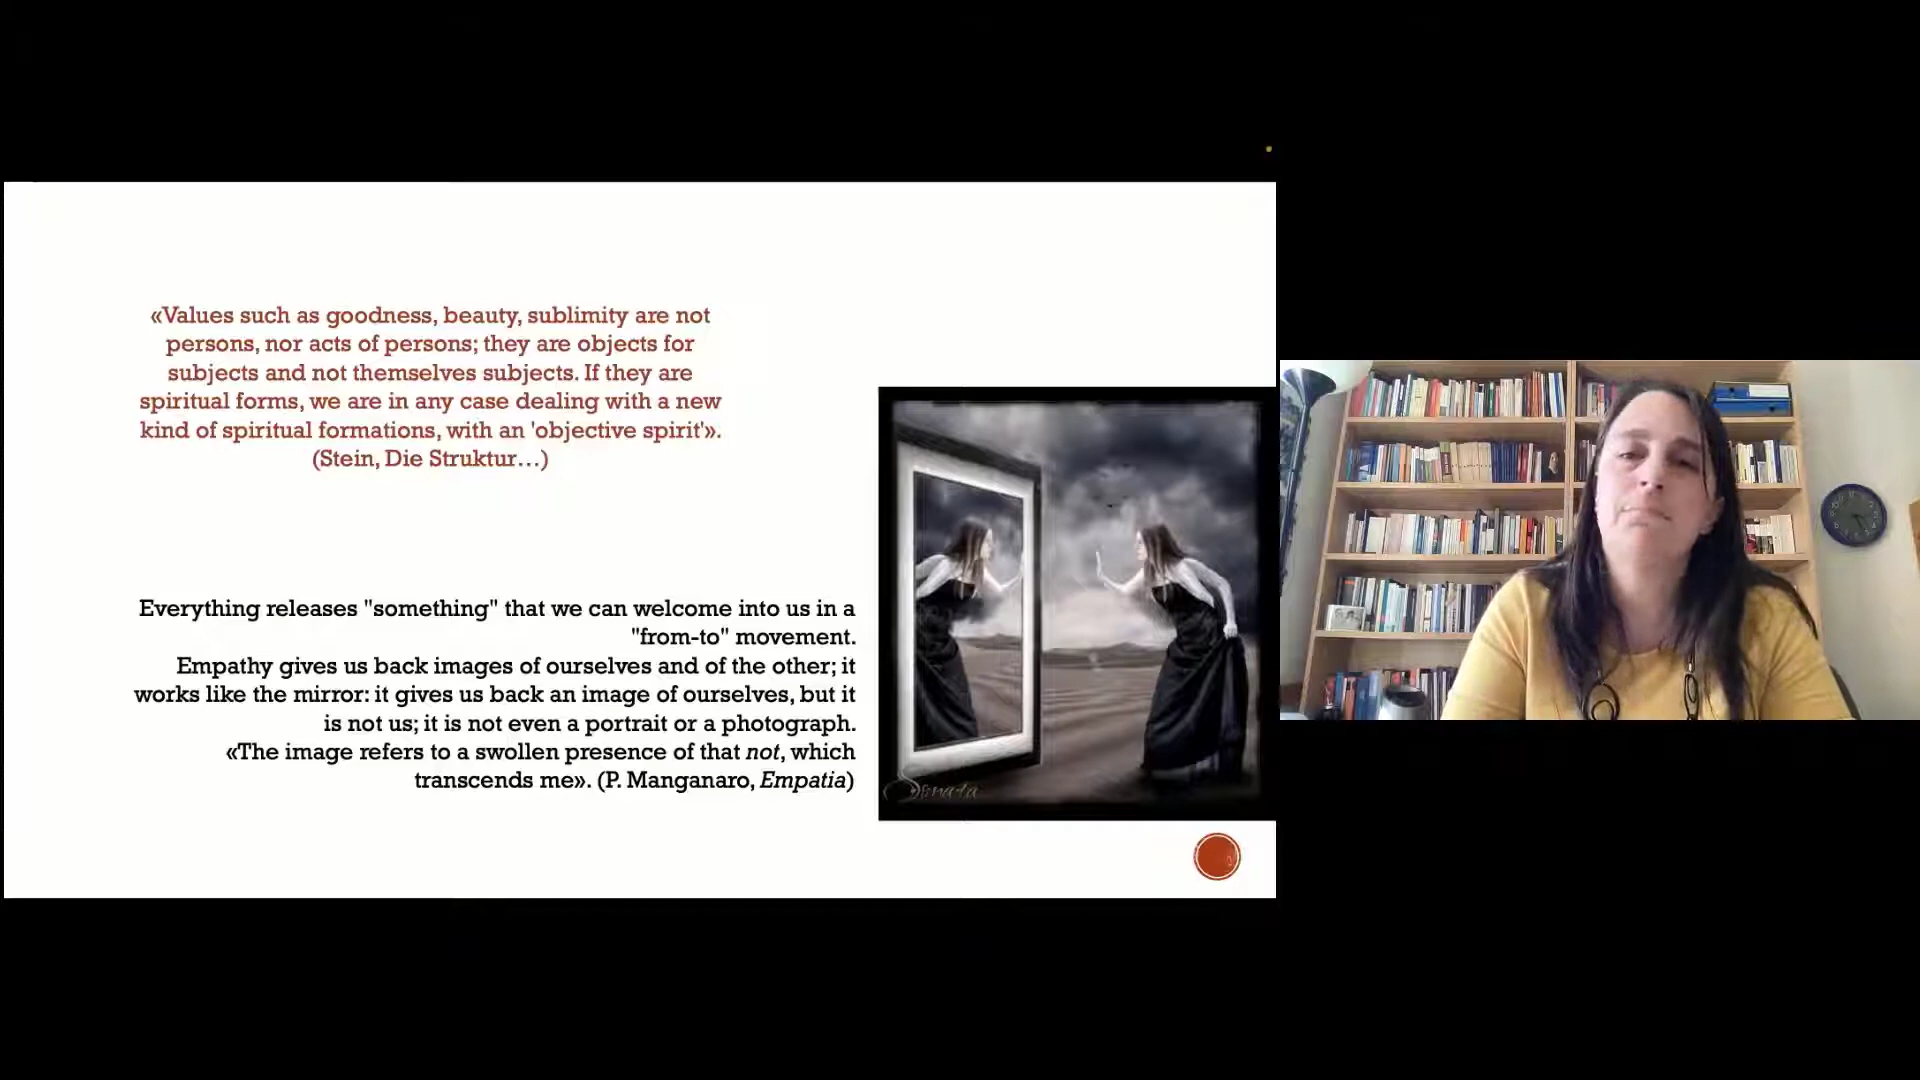 «Values such as goodness, beauty, sublimity are not
persons, nor acts of persons; they are objects for
subjects and not themselves subjects. If they are
spiritual forms, we are in any case dealing with a new
kind of spiritual formations, with an 'objective spirit'».
(Stein, Die Struktur...)
Everything releases "something" that we can welcome into us in a
"from-to" movement.
Empathy gives us back images of ourselves and of the other; it
works like the mirror: it gives us back an image of ourselves, but it
is not us; it is not even a portrait or a photograph.
«The image refers to a swollen presence of that not, which
transcends me». (P. Manganaro, Empatia)